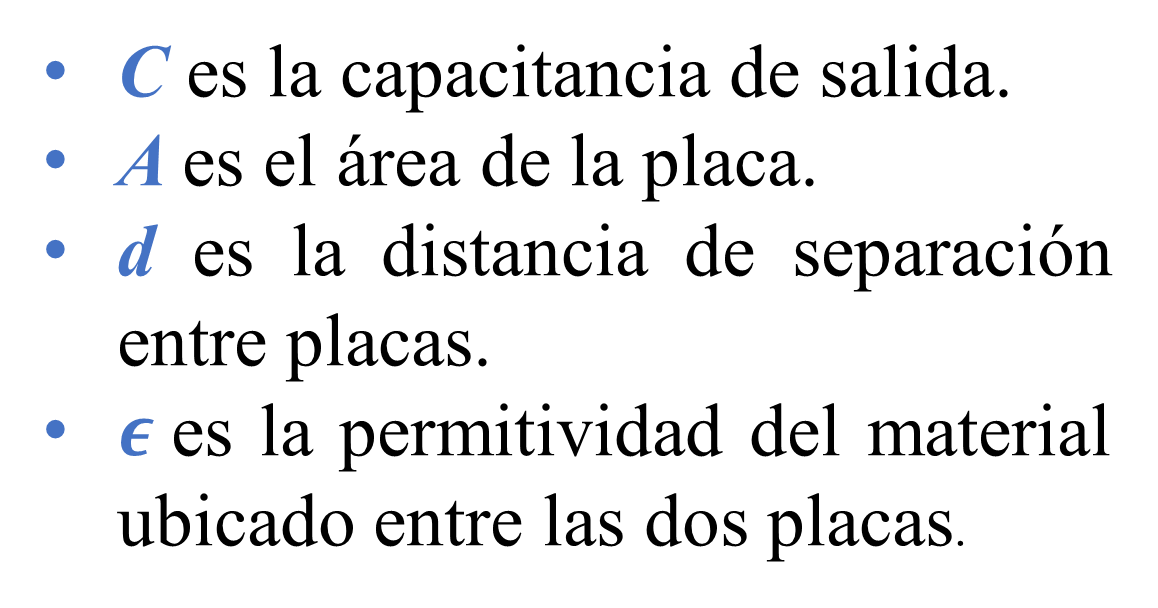 • C es la capacitancia de salida.
• A es el área de la placa.
• d es la distancia de separación
entre placas.
• ϵ es la permitividad del material
ubicado entre las dos placas.